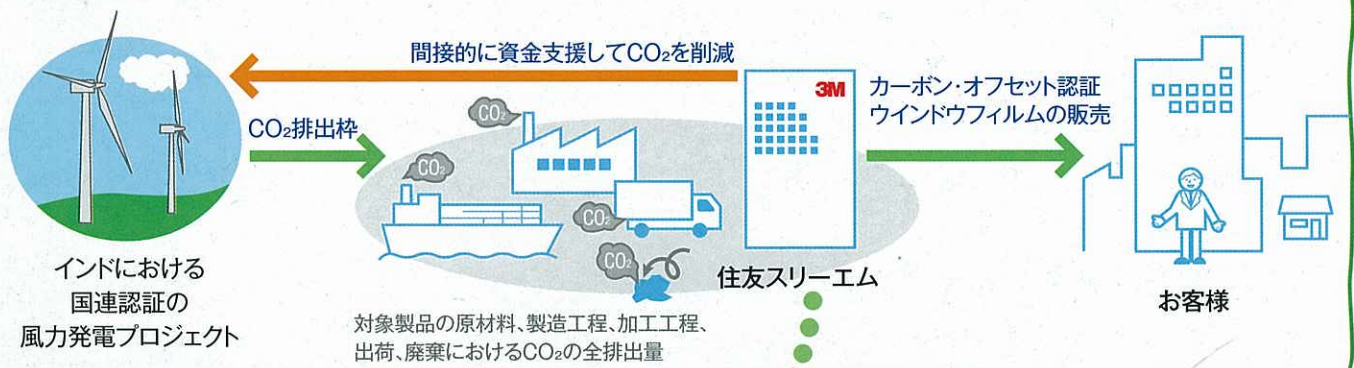 間接的に資金支援してCO₂を削減
3M
カーボン・オフセット認証
ウインドウフィルムの販売
CO₂排出枠
CO₂
CO₂
CO₂
CO₂
インドにおける
国連認証の
風力発電プロジェクト
住友スリーエム
お客様
対象製品の原材料、製造工程、加工工程、
出荷、廃棄におけるCO₂の全排出量